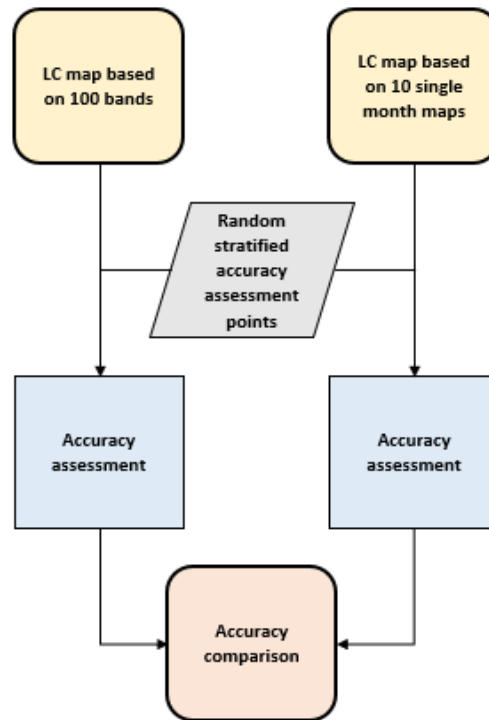 LC map based
on 100 bands
LC map based
on 10 single
month maps
Random
stratified
accuracy
assessment
points
Accuracy
assessment
Accuracy
assessment
Accuracy
comparison